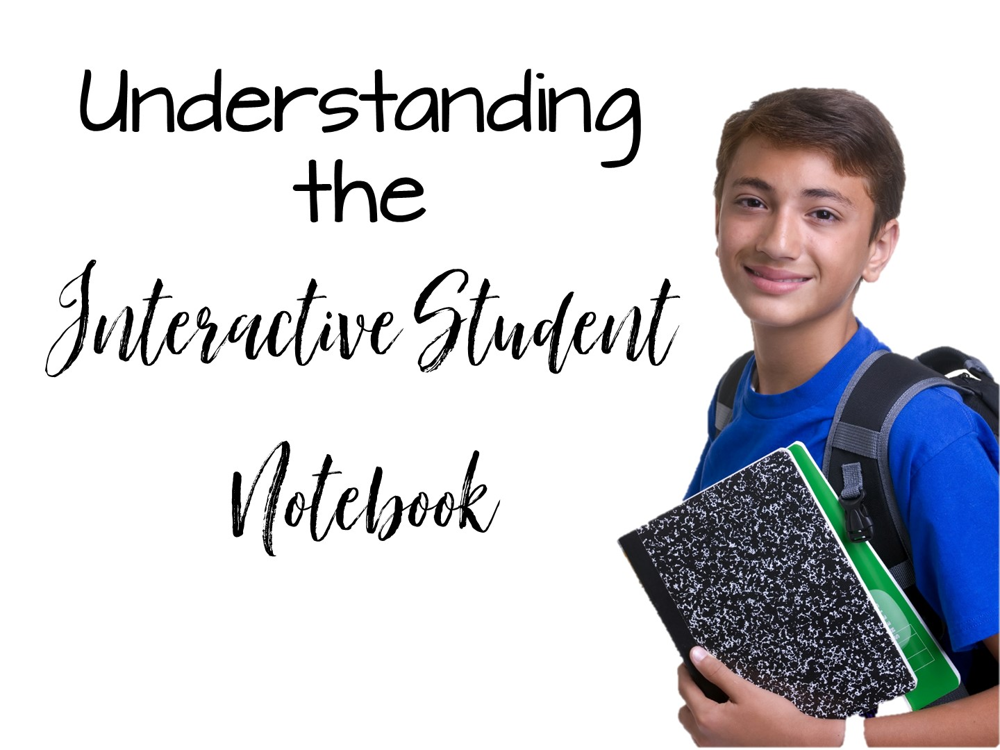 Understanding
the
Interactive Student
Notebook